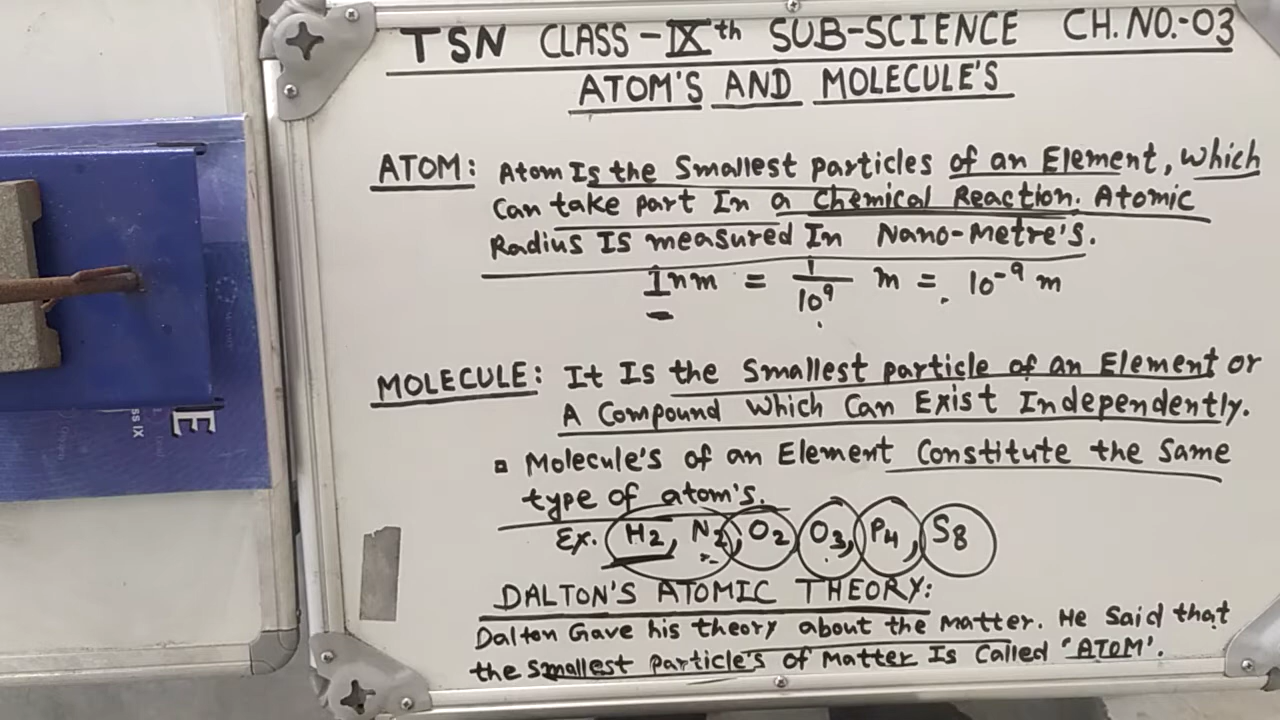 TSN CLASS-IXth SUB-SCIENCE CH.NO.-03
ATOM'S AND MOLECULE'S
ATOM: Atom Is the Smallest particles of an Element, which
Can take part In a Chemical Reaction. Atomic
Radius Is measured In Nano-Metre's.
1nm = 1/10⁹ m = 10⁻⁹ m
MOLECULE: It Is the Smallest particle of an Element or
A Compound which Can Exist Independently.
▫ Molecule's of an Element Constitute the Same
type of atom's.
Ex. H2, N2, O2, O3, P4, S8
DALTON'S ATOMIC THEORY:
Dalton Gave his theory about the matter. He Said that
the smallest particle's of Matter Is Called 'ATOM'.
E
SS IX